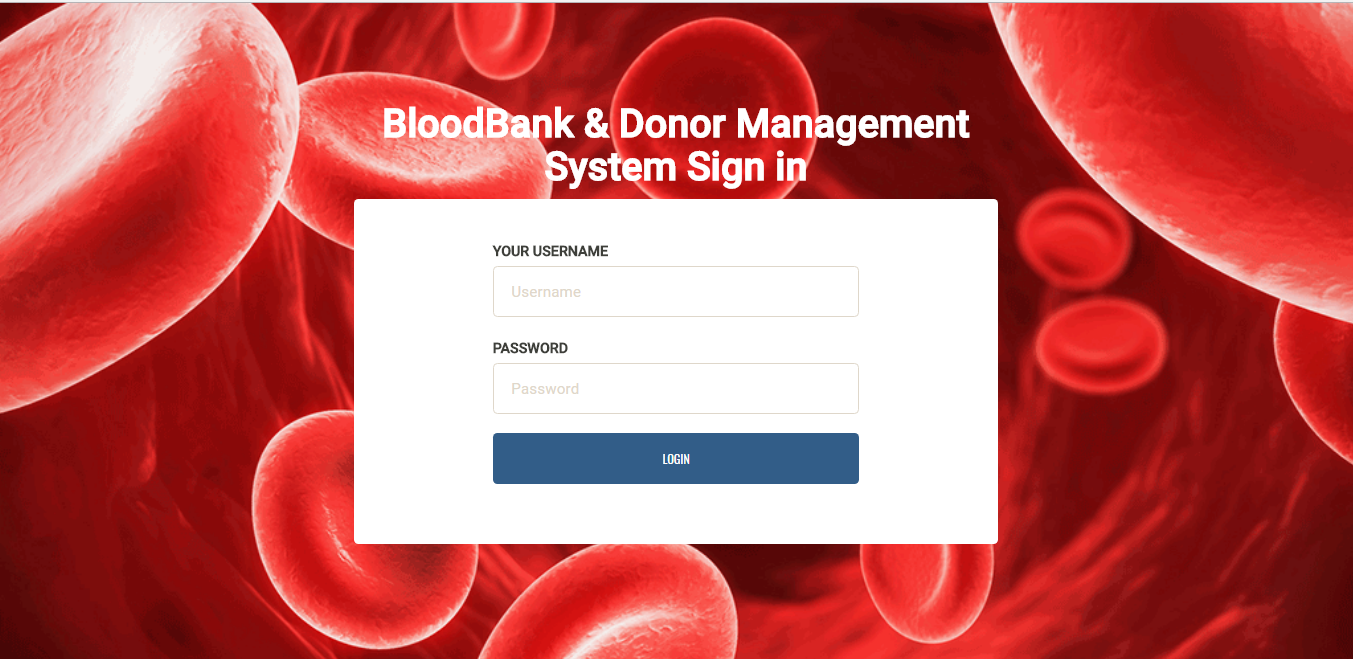 BloodBank & Donor Management
System Sign in
YOUR USERNAME
Username
PASSWORD
Password
LOGIN